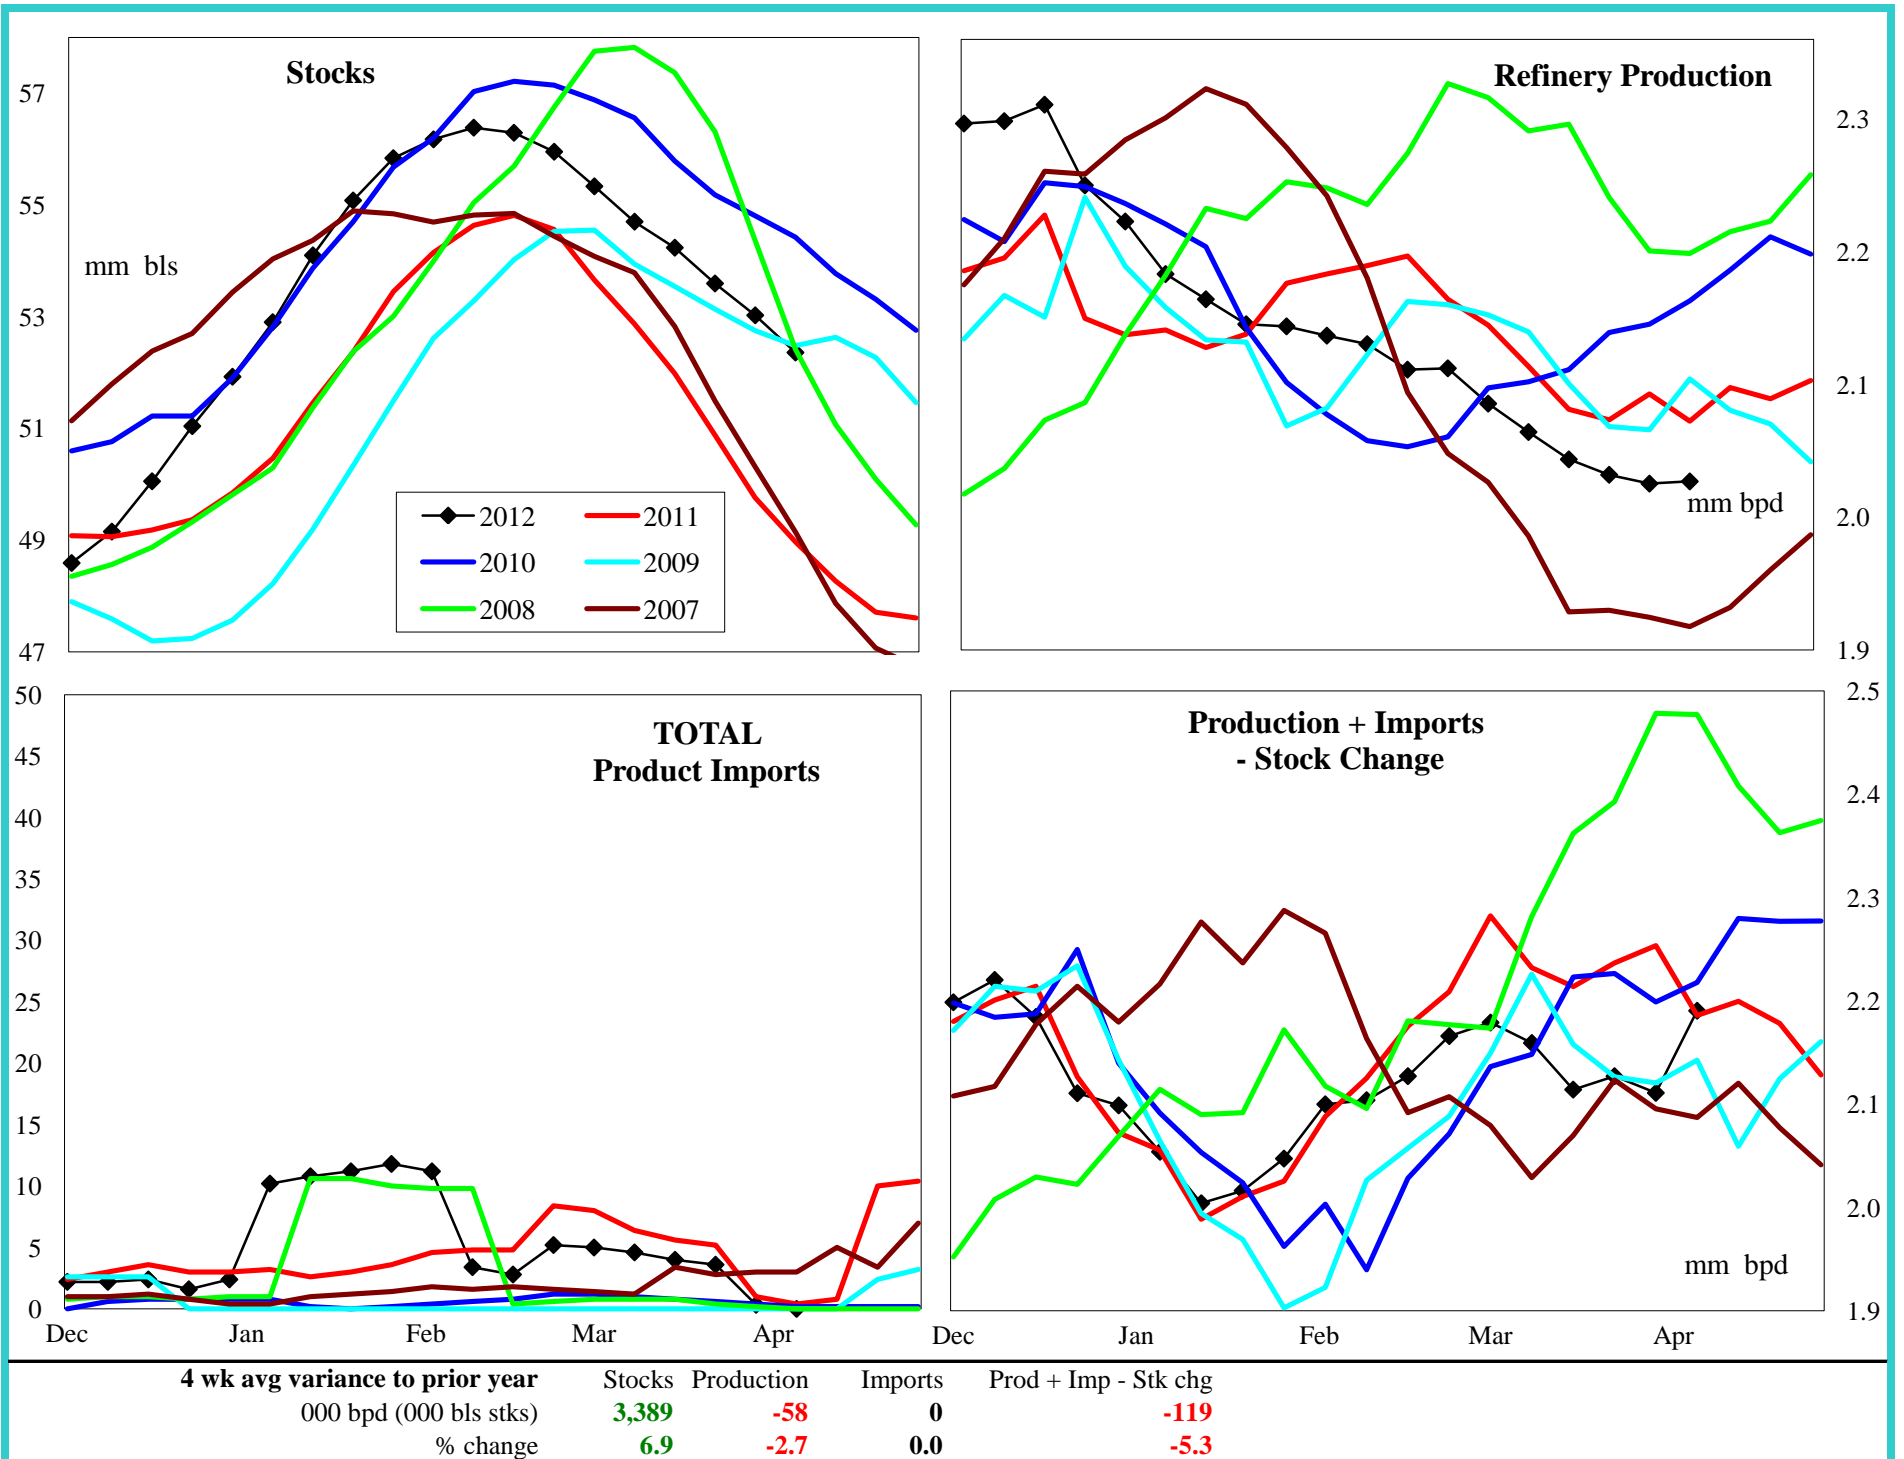 Stocks
57
55
mm bls
53
51
49
47
2012 2011
2010 2009
2008 2007
Refinery Production
2.3
2.2
2.1
mm bpd
2.0
1.9
50
TOTAL
Product Imports
45
40
35
30
25
20
15
10
5
0
Dec Jan Feb Mar Apr
Production + Imports
- Stock Change
2.5
2.4
2.3
2.2
2.1
2.0
mm bpd
1.9
Dec Jan Feb Mar Apr
4 wk avg variance to prior year Stocks Production Imports Prod + Imp - Stk chg
000 bpd (000 bls stks) 3,389 -58 0 -119
% change 6.9 -2.7 0.0 -5.3